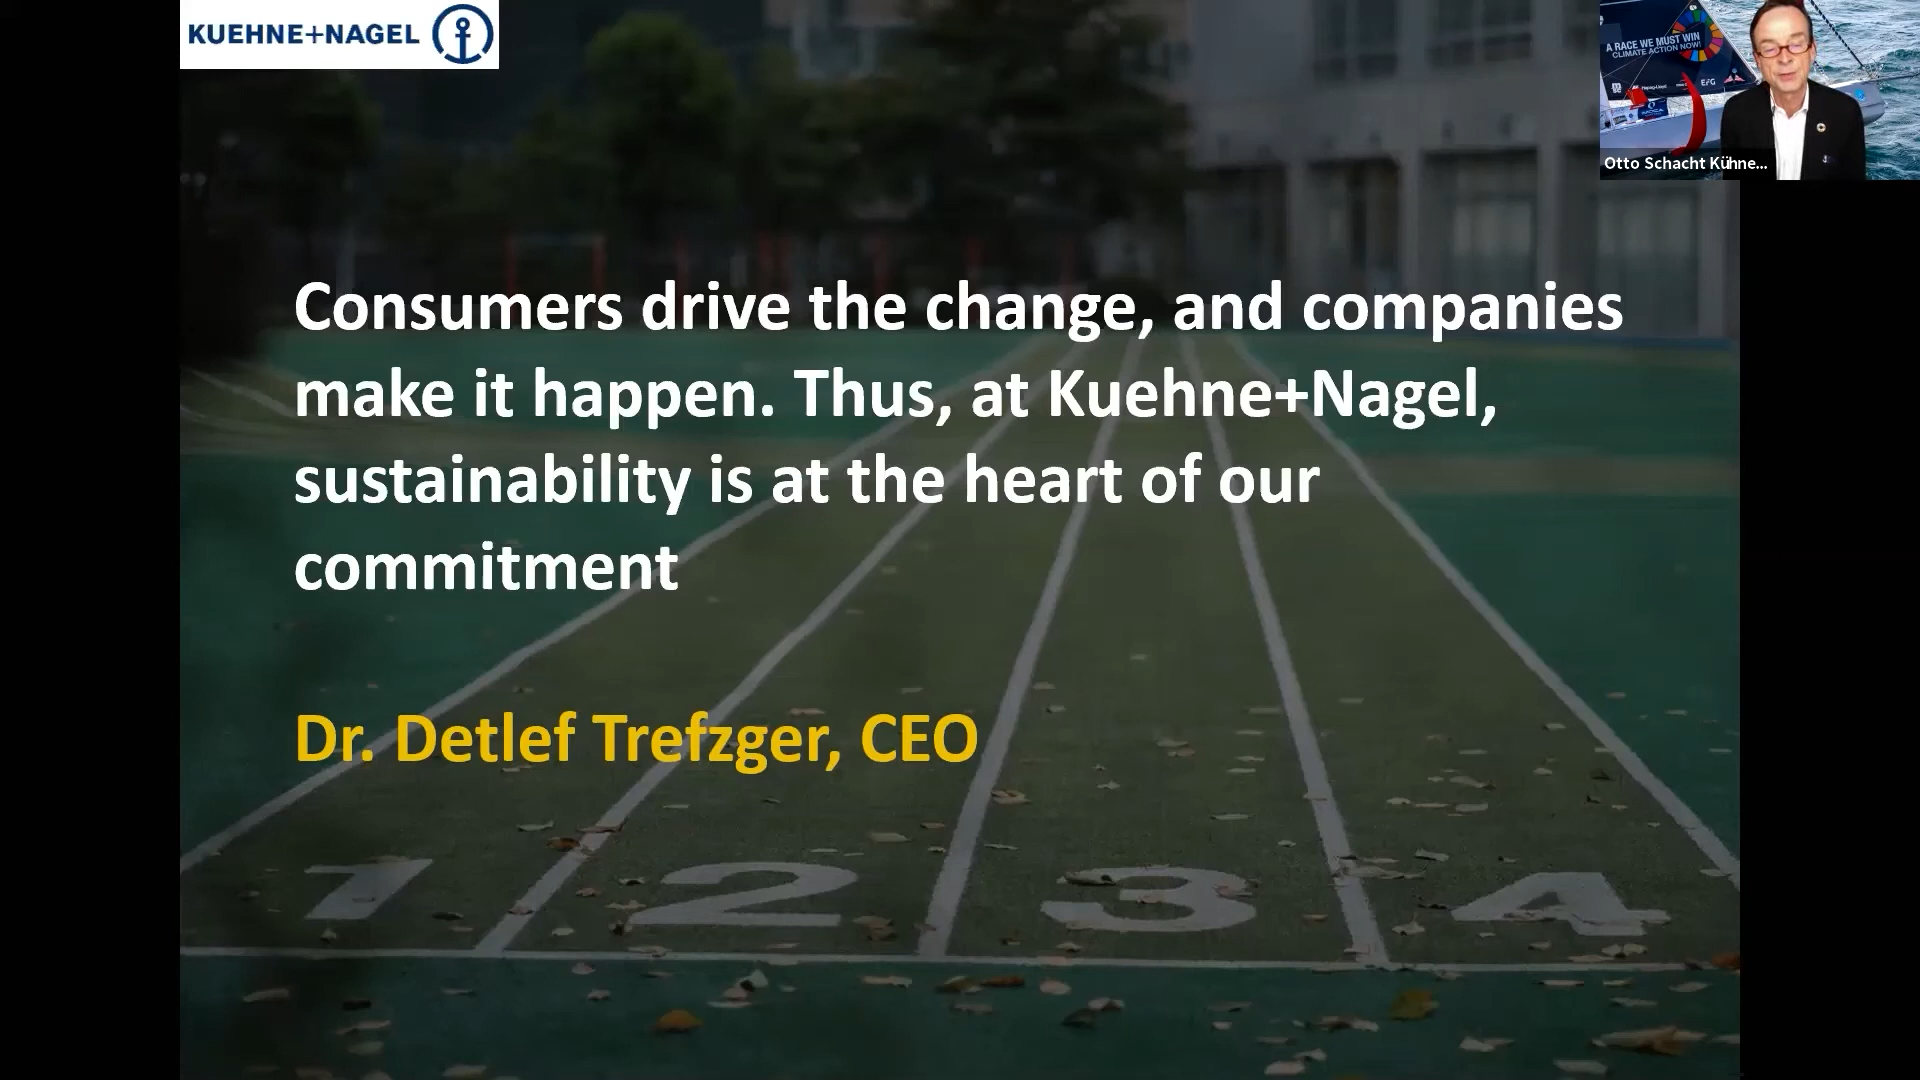 KUEHNE+NAGEL
A RACE WE MUST WIN
CLIMATE ACTION NOW!
EFG
Otto Schacht Kühne...
Consumers drive the change, and companies
make it happen. Thus, at Kuehne+Nagel,
sustainability is at the heart of our
commitment
Dr. Detlef Trefzger, CEO
1 2 3 4